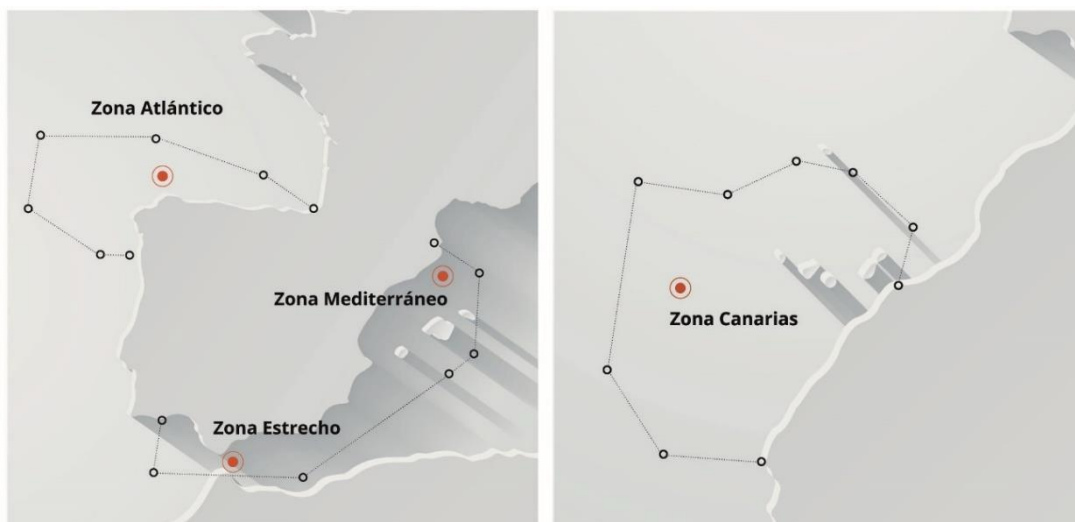 Zona Atlántico
Zona Mediterráneo
Zona Estrecho
Zona Canarias